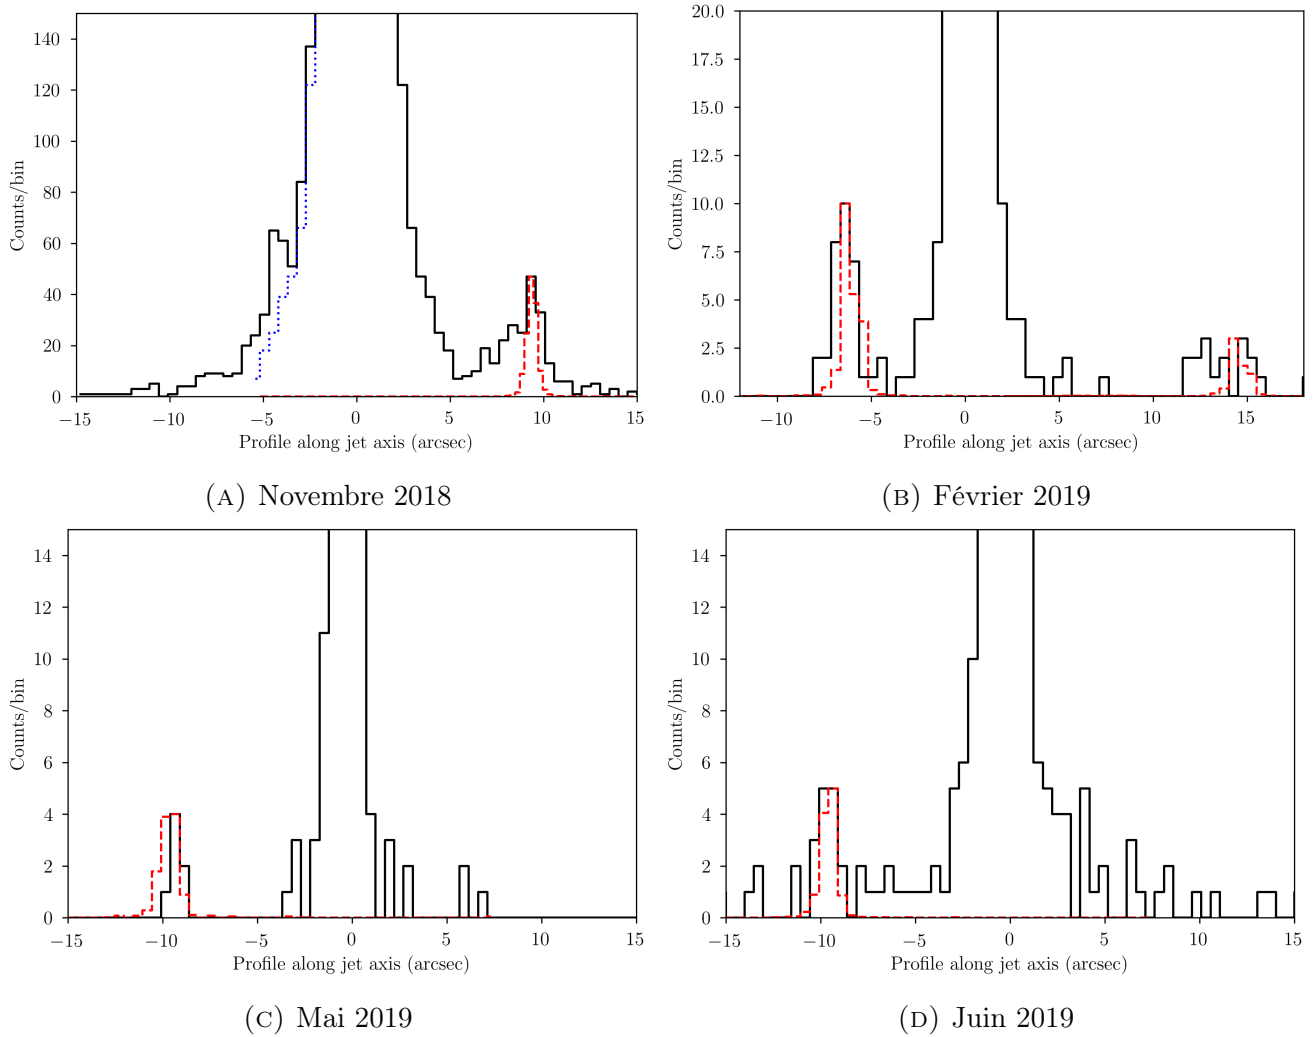 140
120
100
80
60
40
20
0
Counts/bin
−15 −10 −5 0 5 10 15
Profile along jet axis (arcsec)
(A) Novembre 2018
20.0
17.5
15.0
12.5
10.0
7.5
5.0
2.5
0.0
Counts/bin
−10 −5 0 5 10 15
Profile along jet axis (arcsec)
(B) Février 2019
14
12
10
8
6
4
2
0
Counts/bin
−15 −10 −5 0 5 10 15
Profile along jet axis (arcsec)
(C) Mai 2019
14
12
10
8
6
4
2
0
Counts/bin
−15 −10 −5 0 5 10 15
Profile along jet axis (arcsec)
(D) Juin 2019